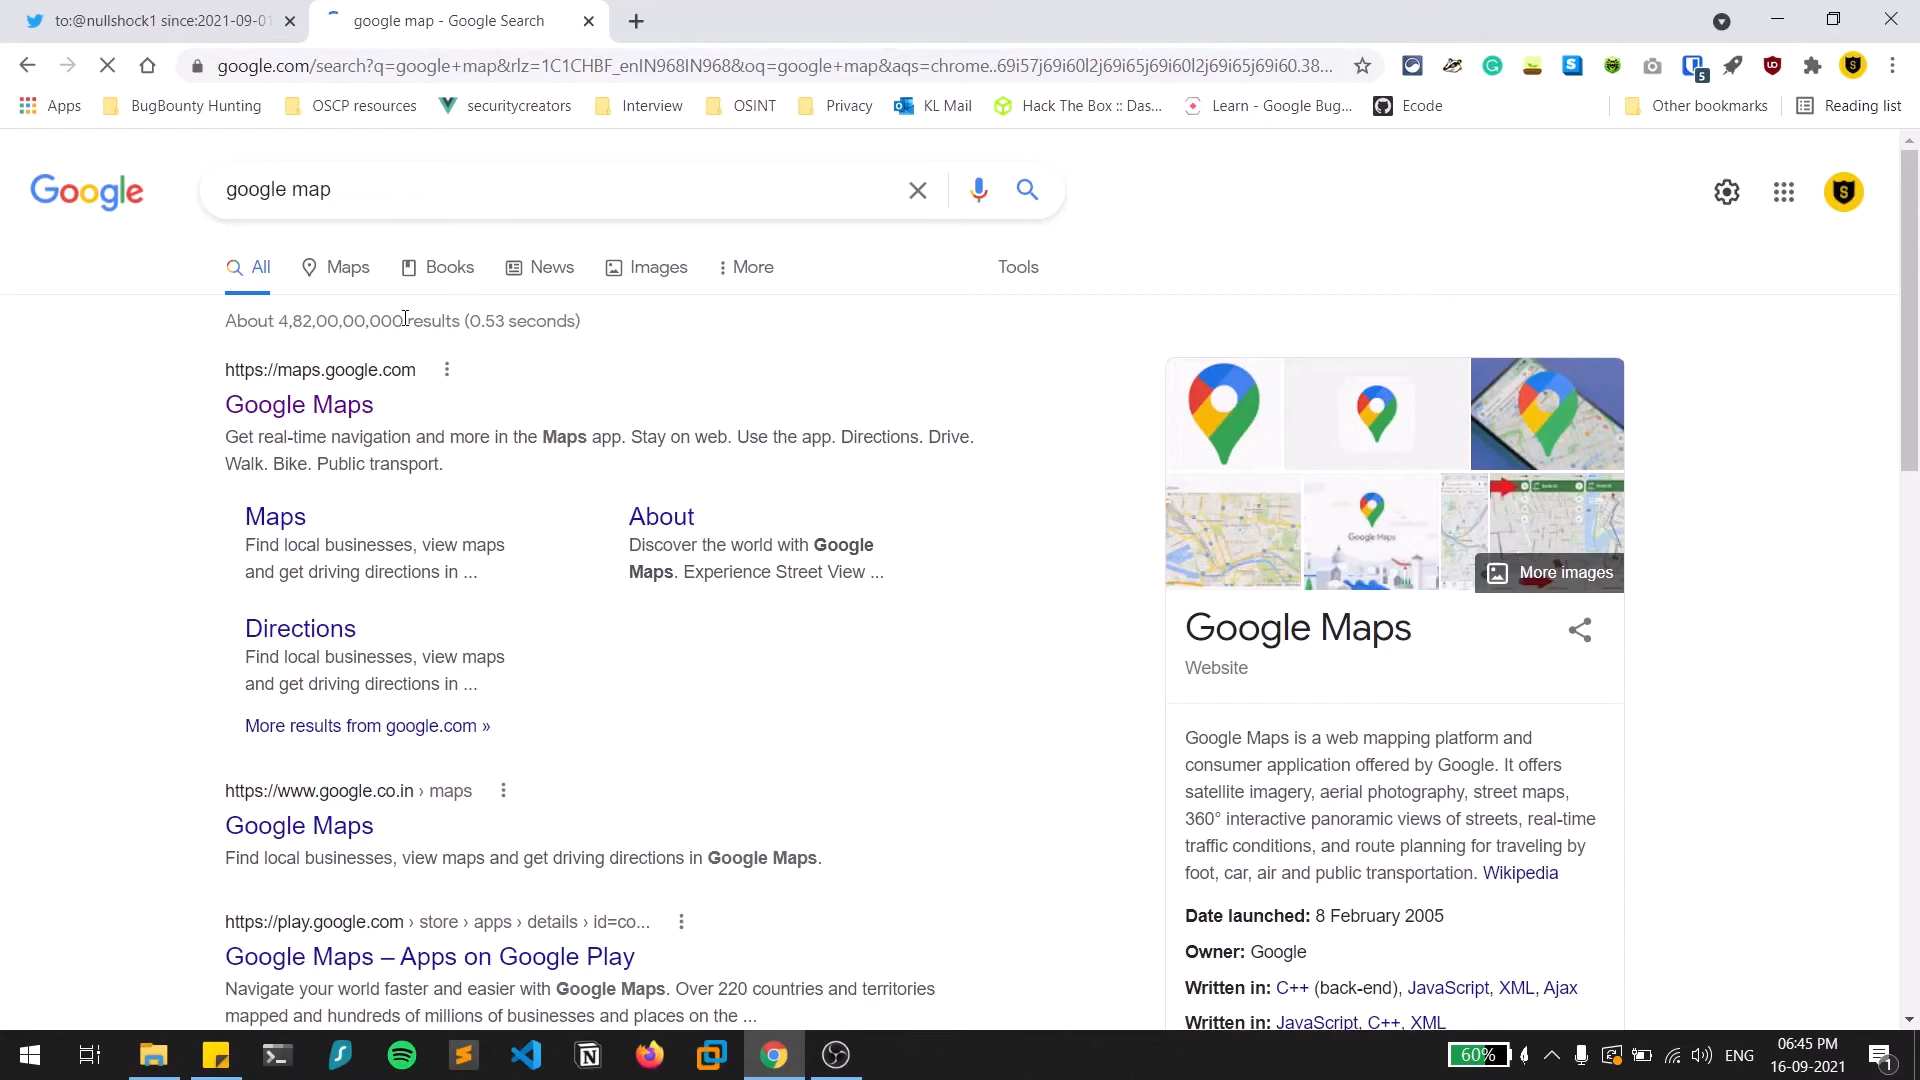 to:@nullshock1 since:2021-09-01
google map - Google Search
google.com/search?q=google+map&rlz=1C1CHBF_enIN968IN968&oq=google+map&aqs=chrome..69i57j69i60l2j69i65j69i60l2j69i65j69i60.38...
5
S
Apps
BugBounty Hunting
OSCP resources
securitycreators
Interview
OSINT
Privacy
KL Mail
Hack The Box :: Das...
Learn - Google Bug...
Ecode
Other bookmarks
Reading list
Google
google map
S
All
Maps
Books
News
Images
More
Tools
About 4,82,00,00,000 results (0.53 seconds)
https://maps.google.com
Google Maps
Get real-time navigation and more in the Maps app. Stay on web. Use the app. Directions. Drive.
Walk. Bike. Public transport.
Maps
Find local businesses, view maps
and get driving directions in ...
About
Discover the world with Google
Maps. Experience Street View ...
Directions
Find local businesses, view maps
and get driving directions in ...
More results from google.com »
https://www.google.co.in › maps
Google Maps
Find local businesses, view maps and get driving directions in Google Maps.
https://play.google.com › store › apps › details › id=co...
Google Maps – Apps on Google Play
Navigate your world faster and easier with Google Maps. Over 220 countries and territories
mapped and hundreds of millions of businesses and places on the ...
Google Maps
More images
Google Maps
Website
Google Maps is a web mapping platform and
consumer application offered by Google. It offers
satellite imagery, aerial photography, street maps,
360° interactive panoramic views of streets, real-time
traffic conditions, and route planning for traveling by
foot, car, air and public transportation. Wikipedia
Date launched: 8 February 2005
Owner: Google
Written in: C++ (back-end), JavaScript, XML, Ajax
Written in: JavaScript, C++, XML
60%
ENG
06:45 PM
16-09-2021
1